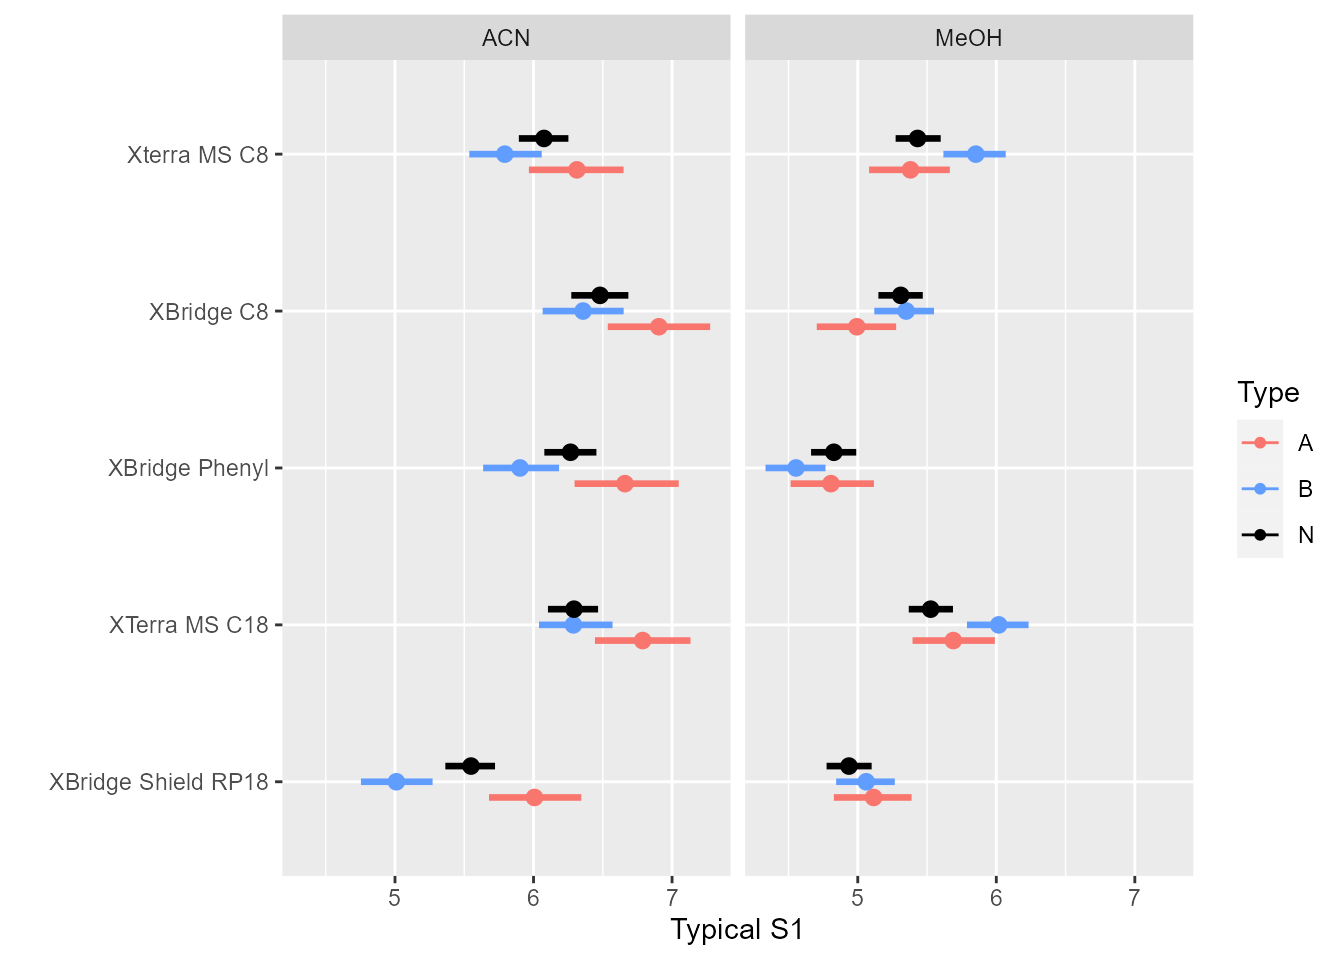 ACN
MeOH
Xterra MS C8
XBridge C8
XBridge Phenyl
XTerra MS C18
XBridge Shield RP18
5 6 7
5 6 7
Typical S1
Type
A
B
N